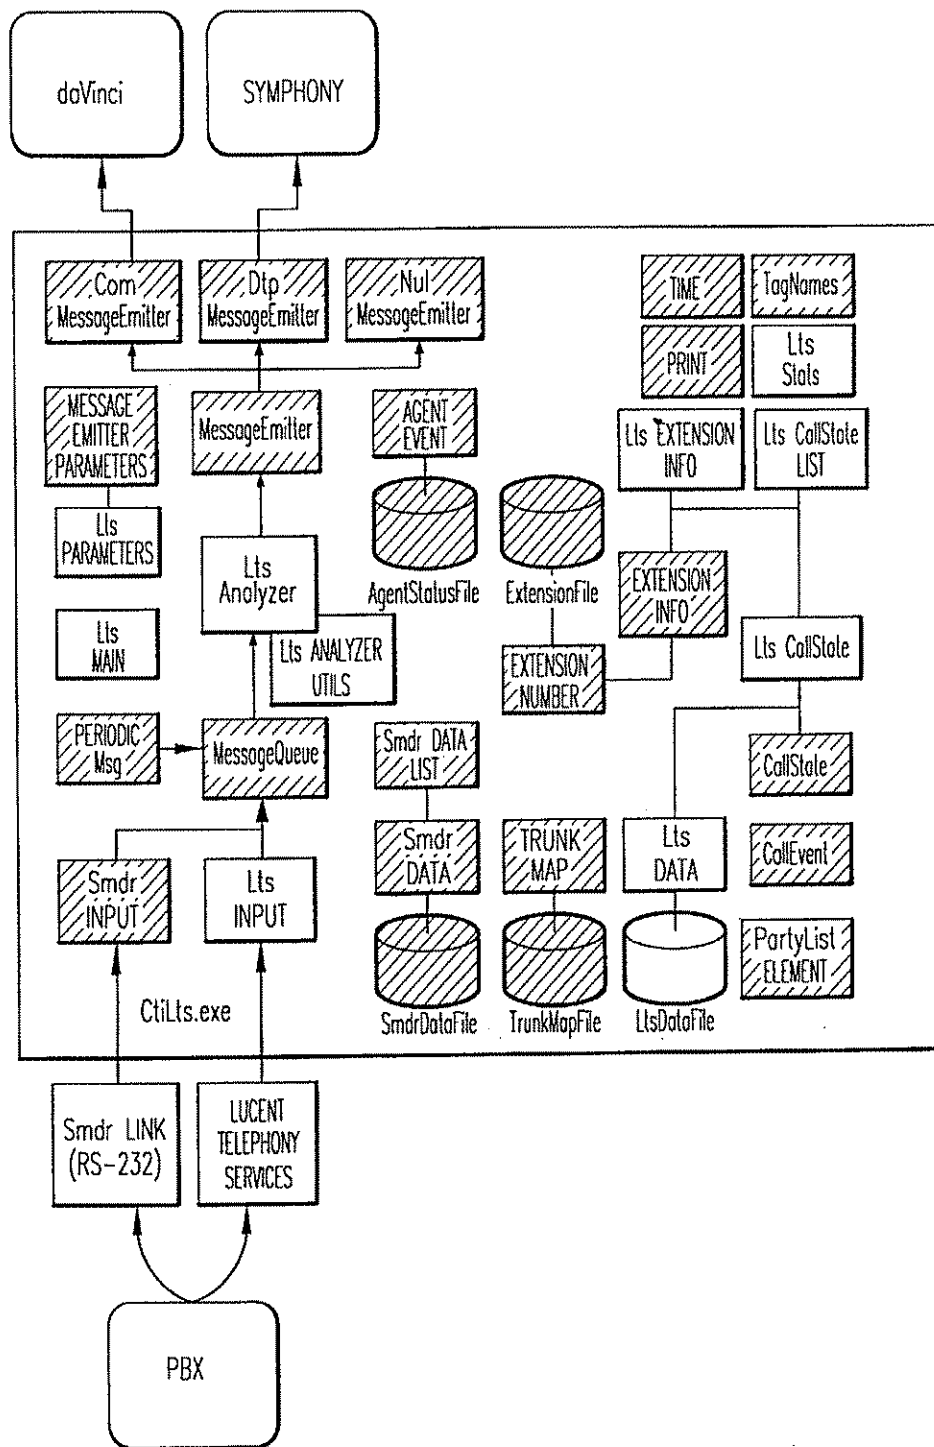 daVinci
SYMPHONY
Com
MessageEmitter
Dtp
MessageEmitter
Nul
MessageEmitter
TIME
TagNames
PRINT
Lts
Stats
MESSAGE
EMITTER
PARAMETERS
MessageEmitter
AGENT
EVENT
Lts EXTENSION
INFO
Lts CallState
LIST
Lts
PARAMETERS
Lts
Analyzer
AgentStatusFile
ExtensionFile
EXTENSION
INFO
Lts
MAIN
Lts ANALYZER
UTILS
EXTENSION
NUMBER
Lts CallState
PERIODIC
Msg
MessageQueue
Smdr DATA
LIST
CallState
Smdr
INPUT
Lts
INPUT
Smdr
DATA
TRUNK
MAP
Lts
DATA
CallEvent
PartyList
ELEMENT
CtiLts.exe
SmdrDataFile
TrunkMapFile
LtsDataFile
Smdr LINK
(RS-232)
LUCENT
TELEPHONY
SERVICES
PBX